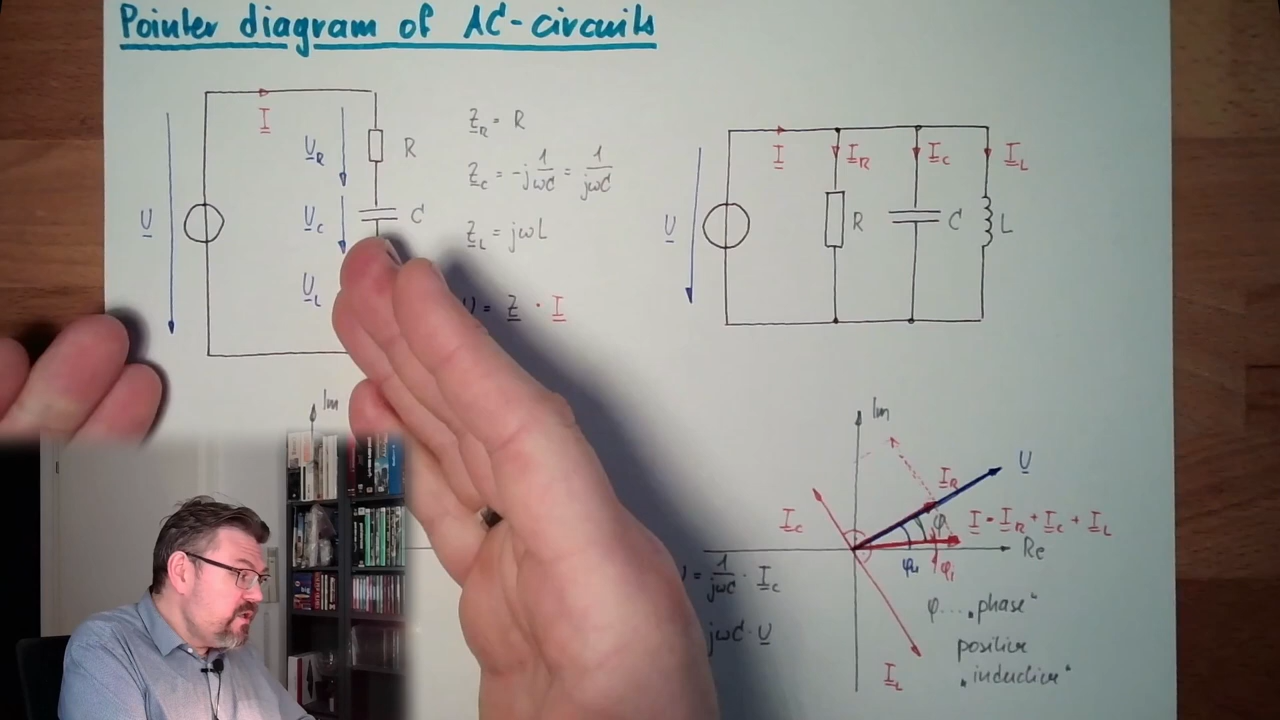 Pointer diagram of AC-circuits
I
U_R
R
U_C
C
U
U_L
Z_R = R
Z_C = -j 1/ωC = 1/jωC
Z_L = jωL
U = Z · I
I
I_R
I_C
I_L
U
R
C
L
Im
Im
I_C
I_R
U
φ
I = I_R + I_C + I_L
Re
φ_u
φ_i
= 1/jωC · I_C
jωC · U
φ .... „phase"
positive
„inductive"
I_L
big